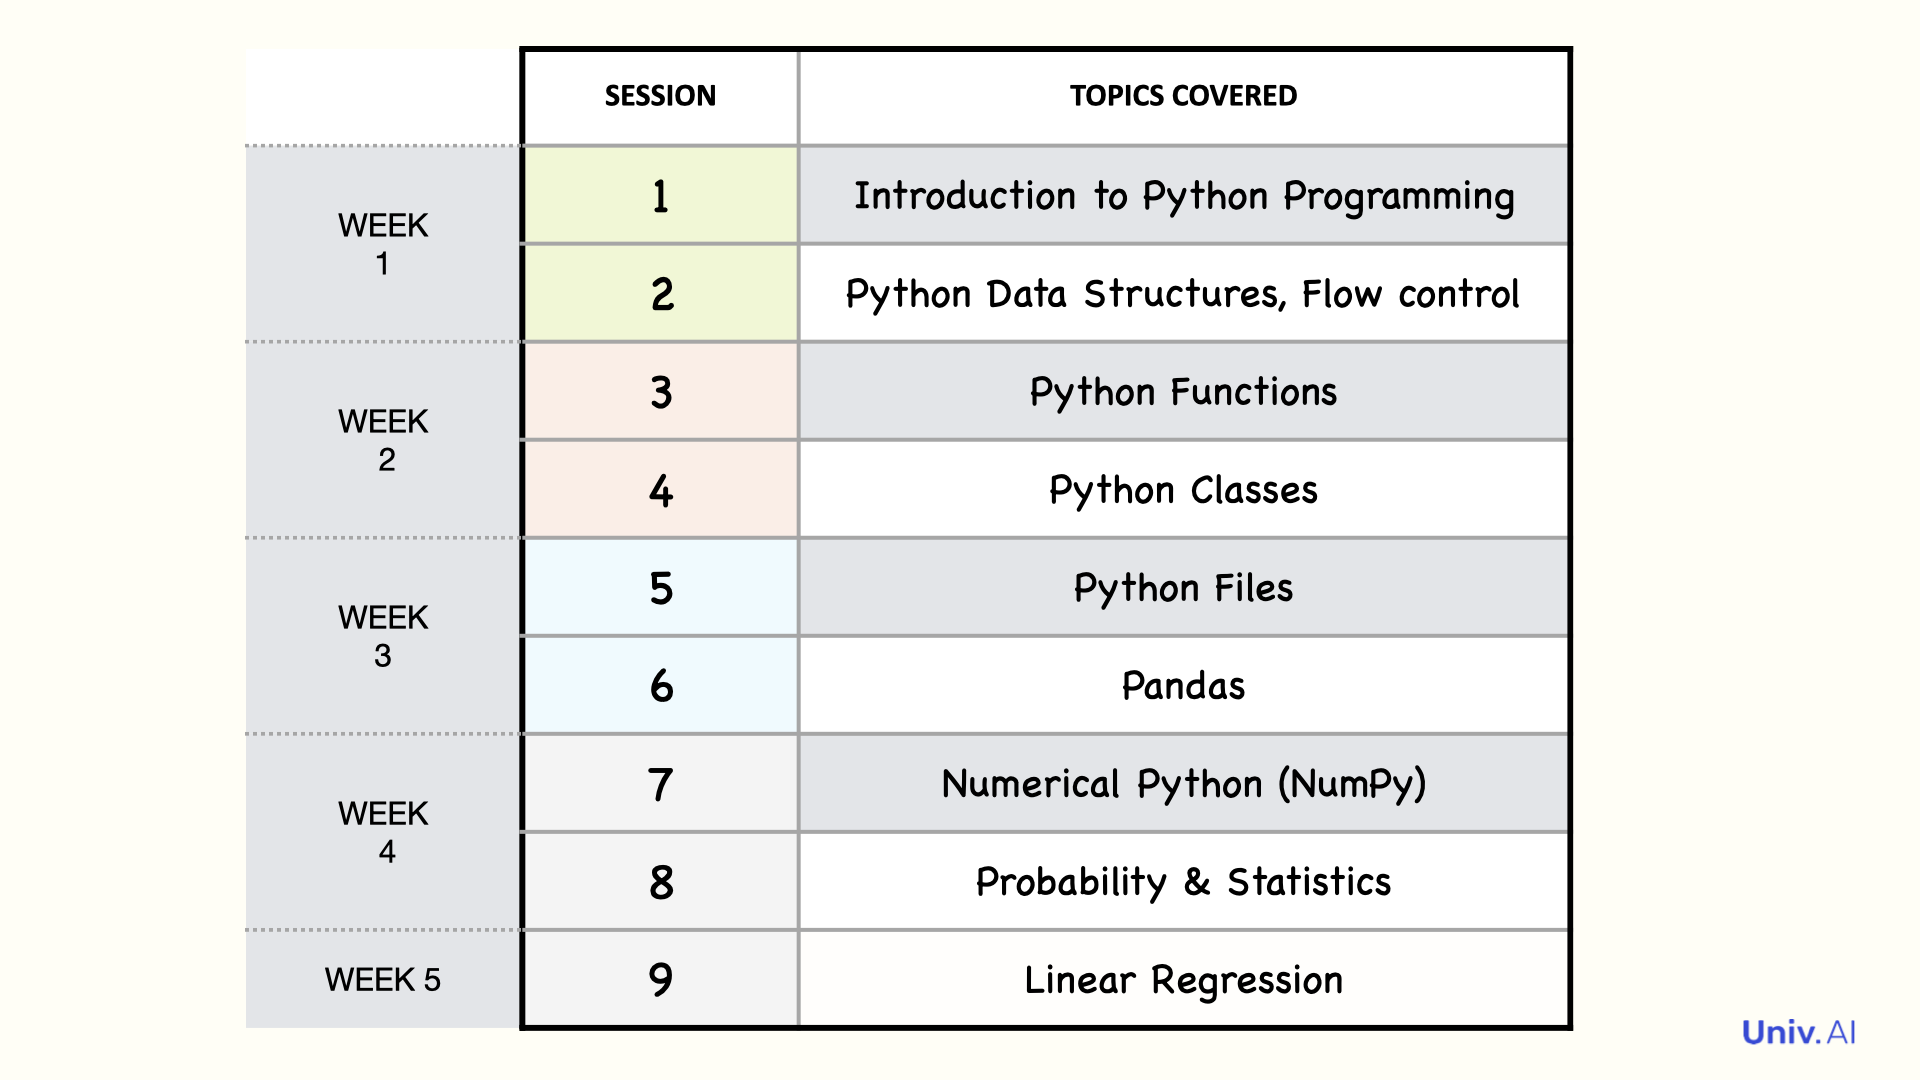 SESSION TOPICS COVERED
WEEK
1
1 Introduction to Python Programming
2 Python Data Structures, Flow control
WEEK
2
3 Python Functions
4 Python Classes
WEEK
3
5 Python Files
6 Pandas
WEEK
4
7 Numerical Python (NumPy)
8 Probability & Statistics
WEEK 5 9 Linear Regression
Univ.AI